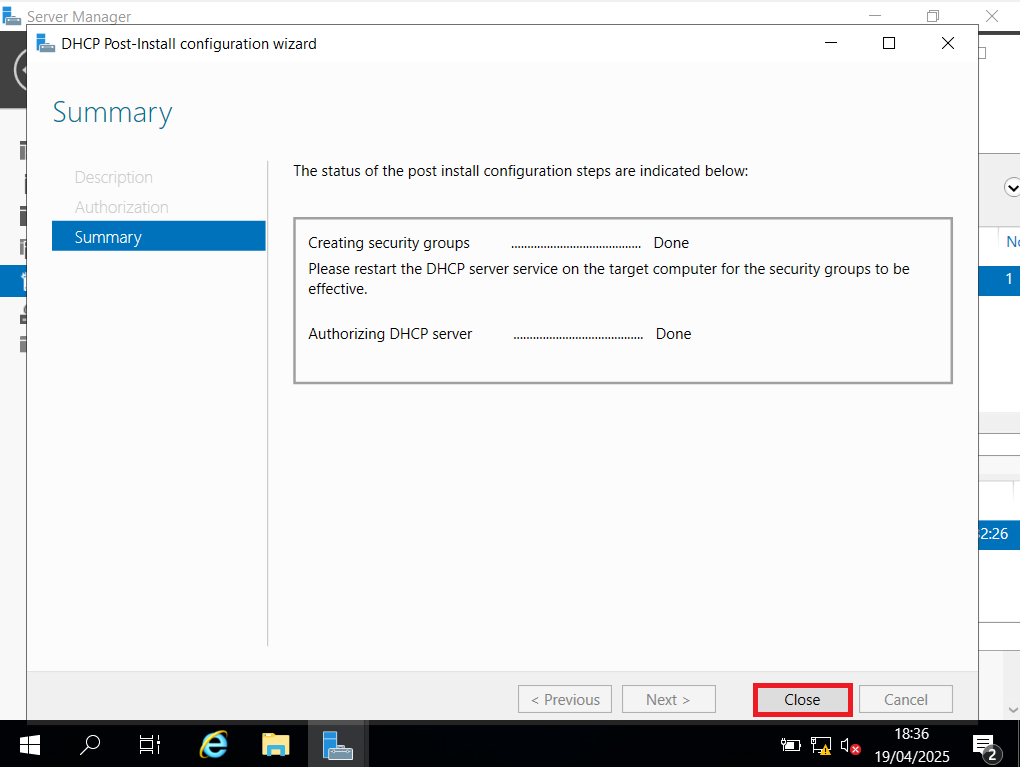 Server Manager
DHCP Post-Install configuration wizard
Summary
Description
Authorization
Summary
The status of the post install configuration steps are indicated below:
Creating security groups ........................................ Done
Please restart the DHCP server service on the target computer for the security groups to be
effective.
Authorizing DHCP server ........................................ Done
1
2:26
< Previous
Next >
Close
Cancel
18:36
19/04/2025
2